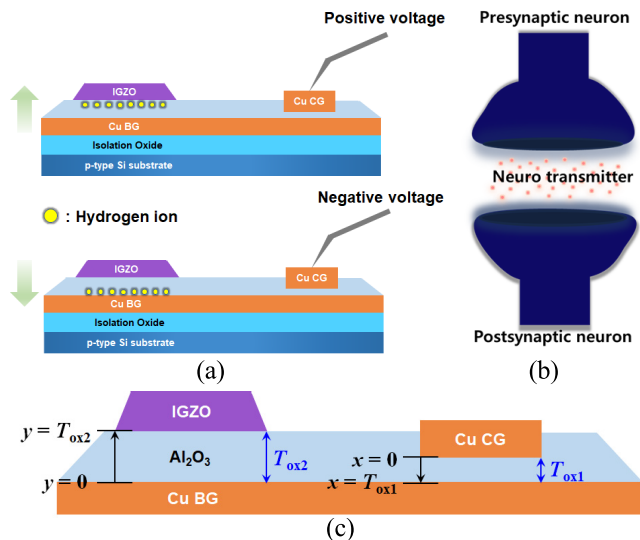 Positive voltage
IGZO
Cu CG
Cu BG
Isolation Oxide
p-type Si substrate
: Hydrogen ion
Negative voltage
IGZO
Cu CG
Cu BG
Isolation Oxide
p-type Si substrate
(a)
Presynaptic neuron
Neuro transmitter
Postsynaptic neuron
(b)
IGZO
Cu CG
y = Tox2
Al2O3
Tox2
x = 0
Tox1
y = 0
x = Tox1
Cu BG
(c)